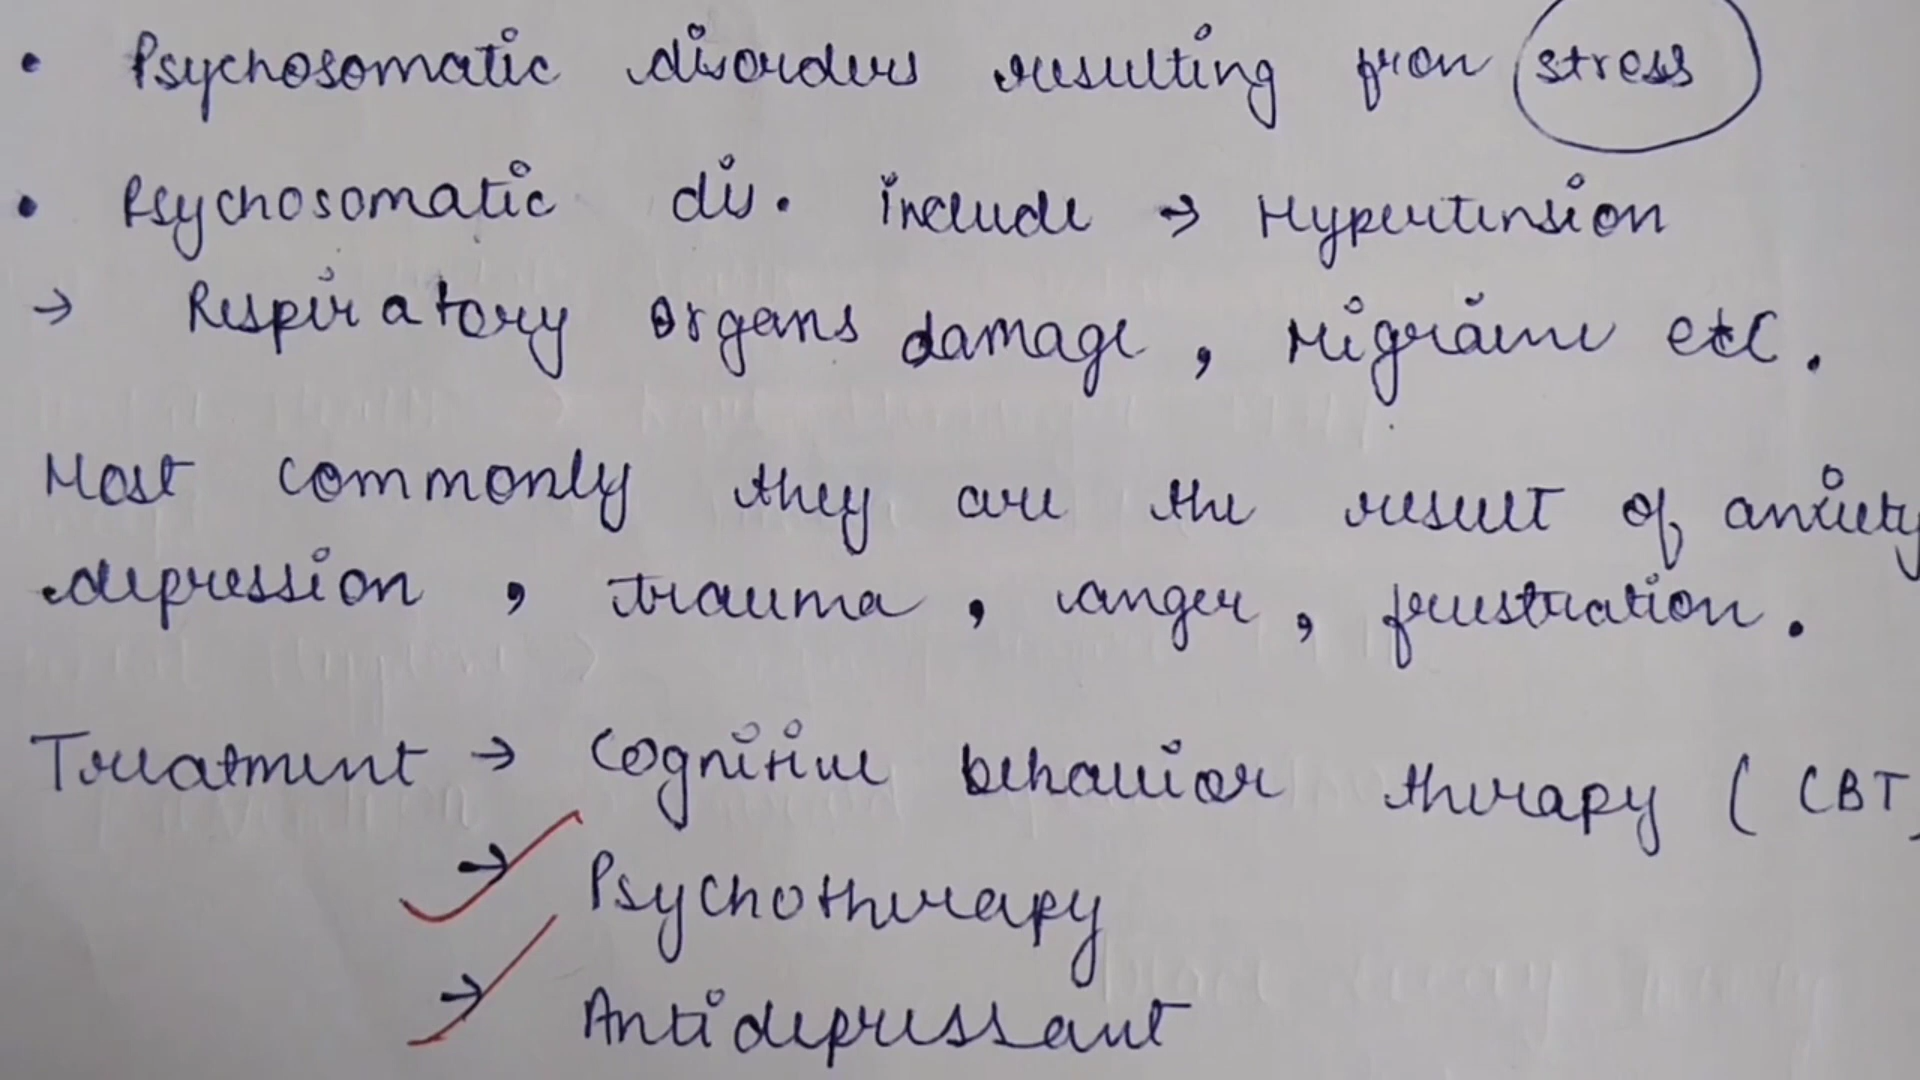 • Psychosomatic disorders resulting from stress
• Psychosomatic dis. include → Hypertension
→ Respiratory organs damage, Migraine etc.
Most commonly they are the result of anxiety
depression, trauma, anger, frustration.
Treatment → Cognitive behavior therapy (CBT)
→ Psychotherapy
→ Antidepressant